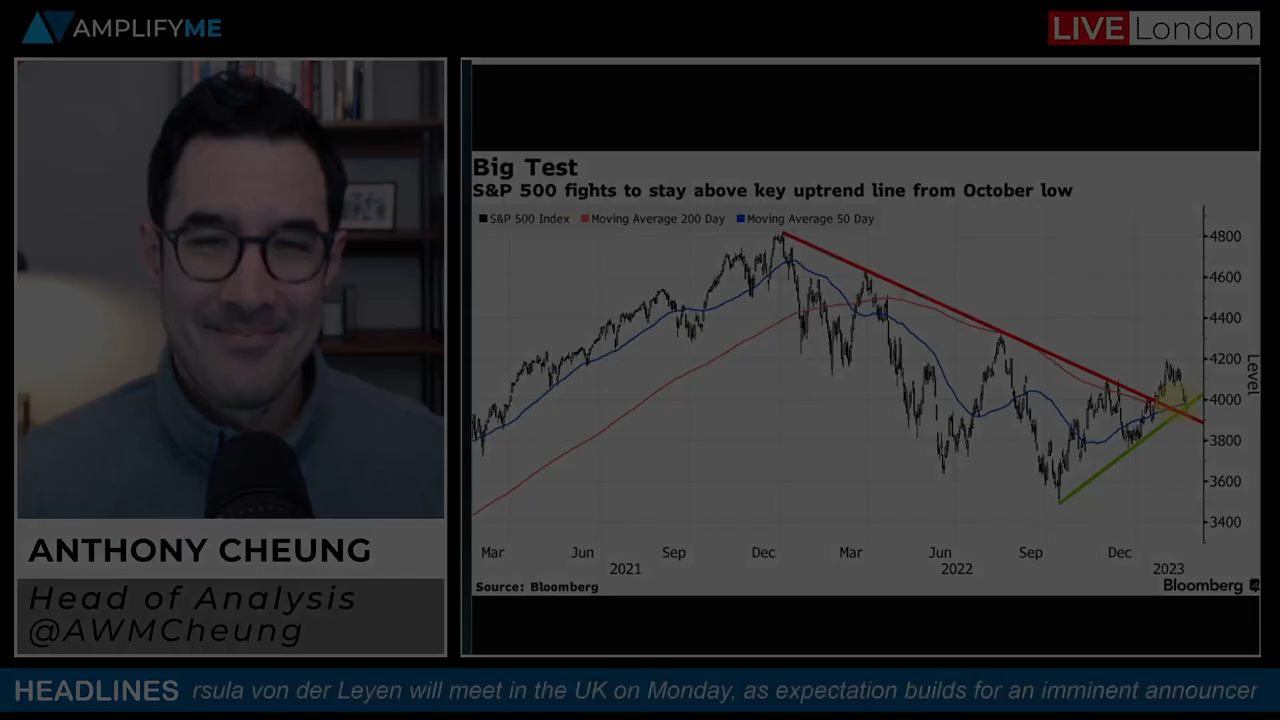 AMPLIFYME
LIVE London
Big Test
S&P 500 fights to stay above key uptrend line from October low
S&P 500 Index Moving Average 200 Day Moving Average 50 Day
4800
4600
4400
4200
4000
3800
3600
3400
Level
Mar Jun Sep Dec Mar Jun Sep Dec
2021 2022 2023
Source: Bloomberg
Bloomberg
ANTHONY CHEUNG
Head of Analysis
@AWMCheung
HEADLINES rsula von der Leyen will meet in the UK on Monday, as expectation builds for an imminent announcer